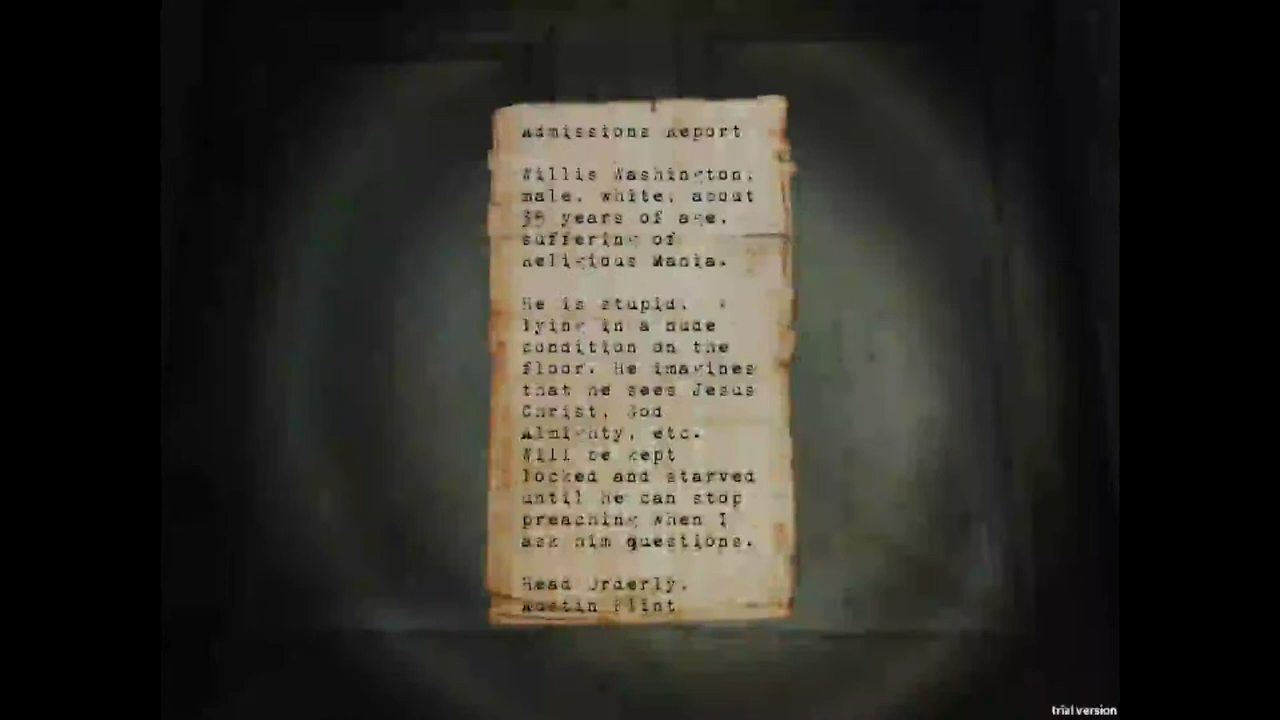 Admissions Report
Willis Washington.
male. white. about
38 years of age.
suffering of
Religious Mania.
He is stupid.
lying in a nude
condition on the
floor. He imagines
that he sees Jesus
Christ. God
Almighty, etc.
Will be kept
locked and starved
until he can stop
preaching when I
ask him questions.
Head Orderly.
Austin Flint
trial version